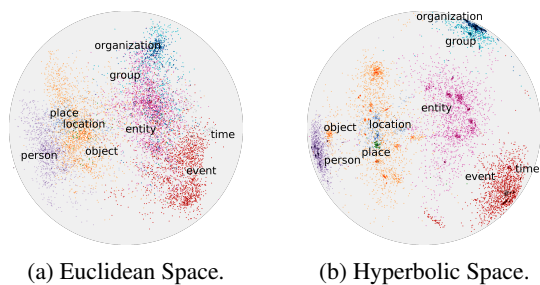 organization
group
place
location
entity
time
person
object
event
(a) Euclidean Space.
organization
group
entity
object
location
person
place
event
time
(b) Hyperbolic Space.